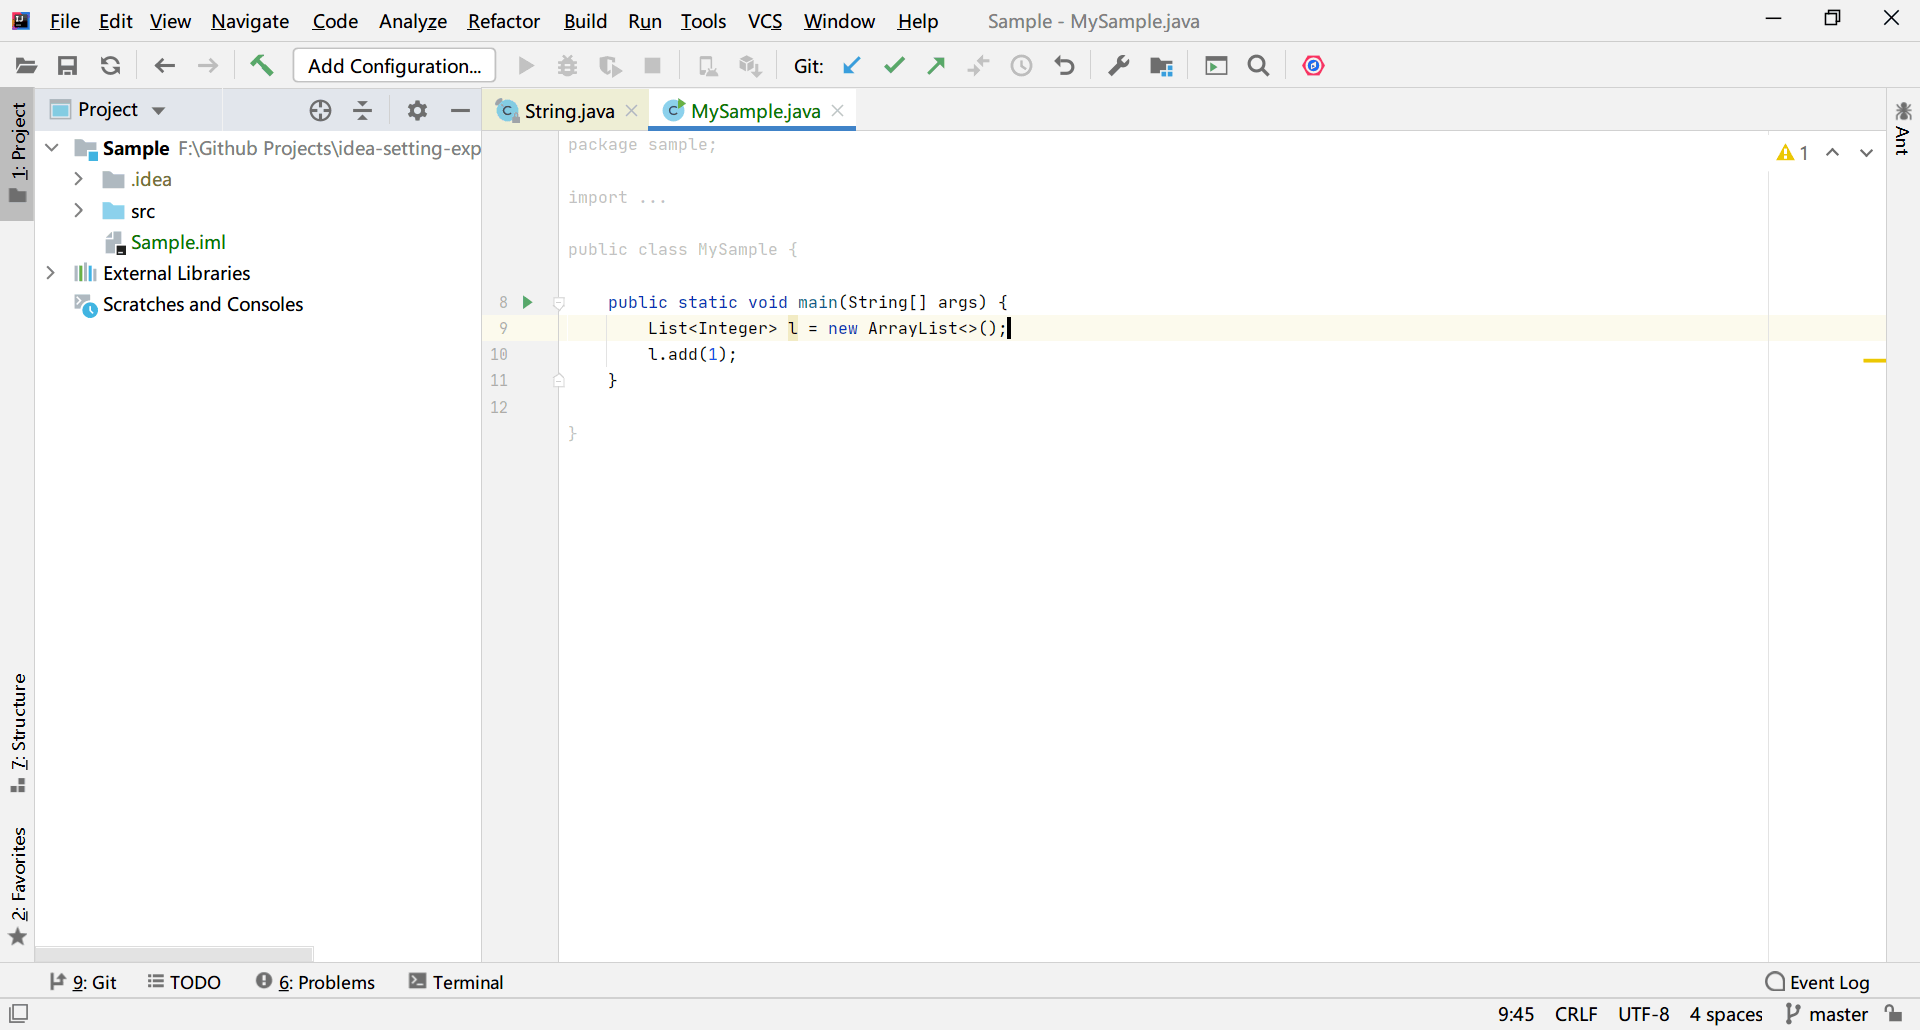 File Edit View Navigate Code Analyze Refactor Build Run Tools VCS Window Help Sample - MySample.java
Add Configuration... Git:
1: Project
Project
String.java MySample.java
Ant
Sample F:\Github Projects\idea-setting-exp
.idea
src
Sample.iml
External Libraries
Scratches and Consoles
package sample;
1
import ...
public class MySample {
8 public static void main(String[] args) {
9 List<Integer> l = new ArrayList<>();
10 l.add(1);
11 }
12
}
7: Structure
2: Favorites
9: Git TODO 6: Problems Terminal Event Log
9:45 CRLF UTF-8 4 spaces master